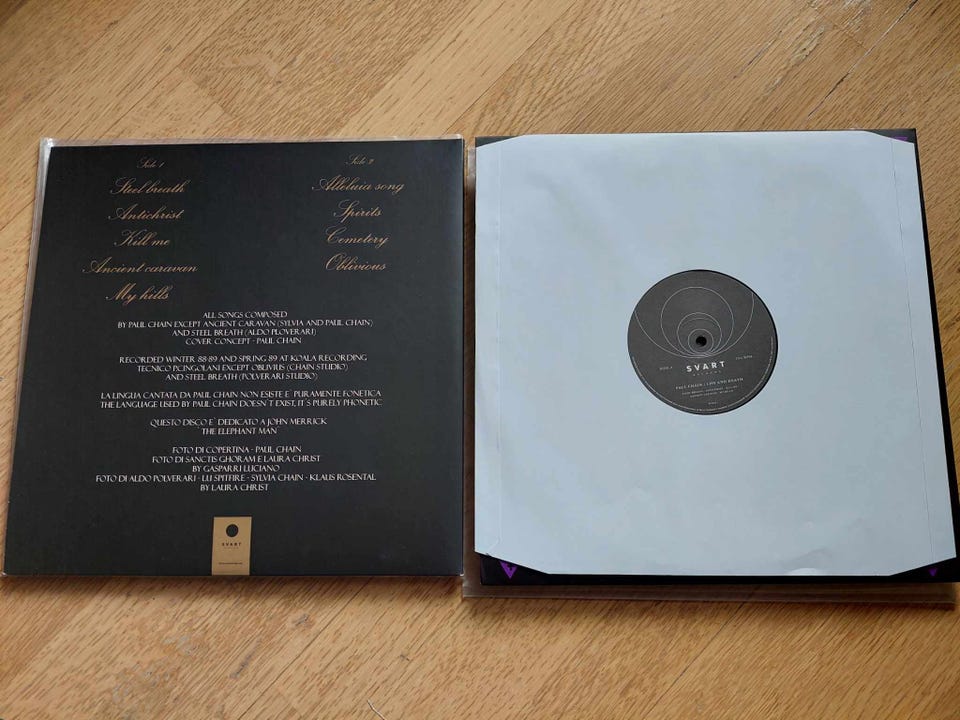 Side 1
Steel breath
Antichrist
Kill me
Ancient caravan
My hills
Side 2
Alleluia song
Spirits
Cemetery
Oblivious
ALL SONGS COMPOSED
BY PAUL CHAIN EXCEPT ANCIENT CARAVAN (SYLVIA AND PAUL CHAIN)
AND STEEL BREATH (ALDO PLOVERARI)
COVER CONCEPT - PAUL CHAIN
RECORDED WINTER 88-89 AND SPRING 89 AT KOALA RECORDING
TECNICO P.CINGOLANI EXCEPT OBLIVIUS (CHAIN STUDIO)
AND STEEL BREATH (POLVERARI STUDIO)
LA LINGUA CANTATA DA PAUL CHAIN NON ESISTE E` PURAMENTE FONETICA
THE LANGUAGE USED BY PAUL CHAIN DOESN`T EXIST, IT`S PURELY PHONETIC
QUESTO DISCO E` DEDICATO A JOHN MERRICK
"THE ELEPHANT MAN"
FOTO DI COPERTINA - PAUL CHAIN
FOTO DI SANCTIS GHORAM E LAURA CHRIST
BY GASPARRI LUCIANO
FOTO DI ALDO POLVERARI - LU SPITFIRE - SYLVIA CHAIN - KLAUS ROSENTAL
BY LAURA CHRIST
SVART
SVART
RECORDS
PAUL CHAIN : LIFE AND DEATH